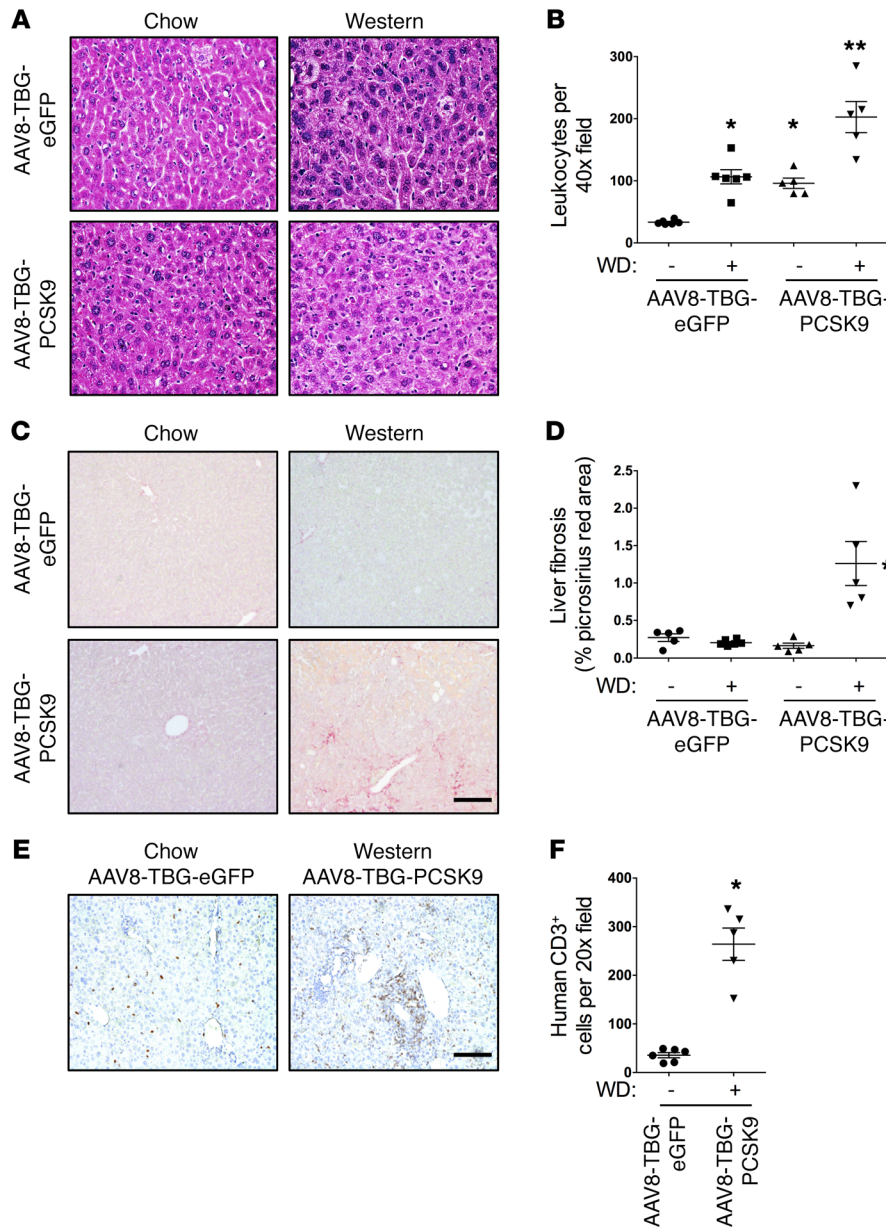 A
Chow
Western
AAV8-TBG-
eGFP
AAV8-TBG-
PCSK9
B
Leukocytes per
40x field
300
200
100
0
*
*
**
WD:
-
+
-
+
AAV8-TBG-
eGFP
AAV8-TBG-
PCSK9
C
Chow
Western
AAV8-TBG-
eGFP
AAV8-TBG-
PCSK9
D
Liver fibrosis
(% picrosirius red area)
2.5
2.0
1.5
1.0
0.5
0.0
*
WD:
-
+
-
+
AAV8-TBG-
eGFP
AAV8-TBG-
PCSK9
E
Chow
AAV8-TBG-eGFP
Western
AAV8-TBG-PCSK9
F
Human CD3⁺
cells per 20x field
400
300
200
100
0
*
WD:
-
+
AAV8-TBG-
eGFP
AAV8-TBG-
PCSK9